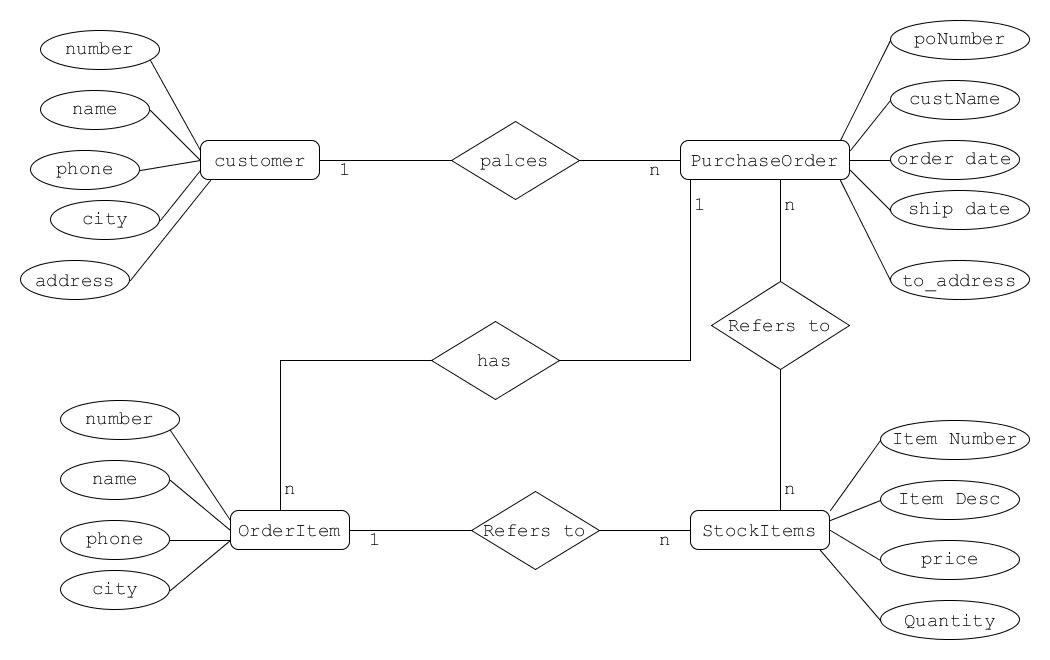 number
name
phone
city
address
customer
1
palces
n
PurchaseOrder
poNumber
custName
order date
ship date
to_address
1
n
Refers to
has
number
name
phone
city
n
OrderItem
1
Refers to
n
n
StockItems
Item Number
Item Desc
price
Quantity